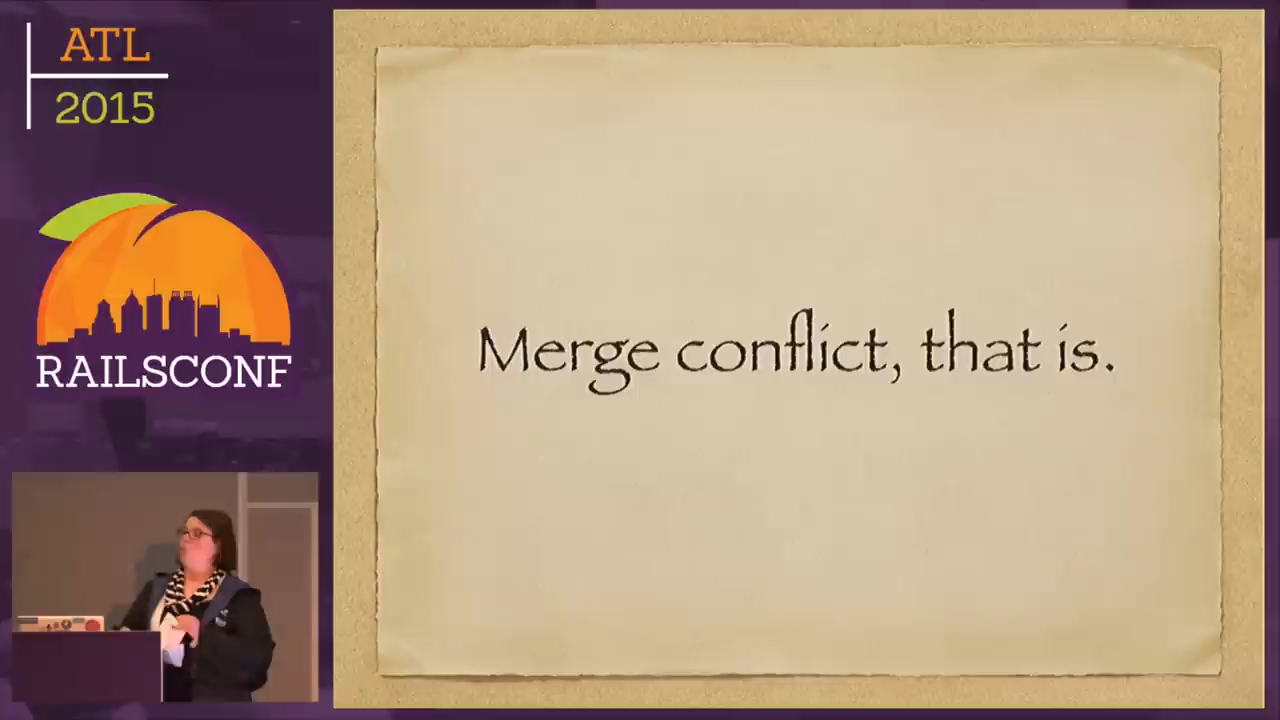 ATL
2015
RAILSCONF
Merge conflict, that is.